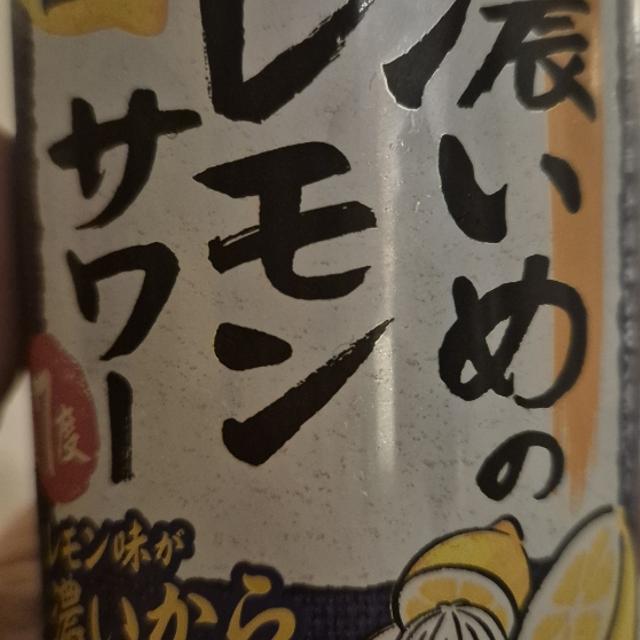 濃いめの
レモン
サワー
レモン味が
濃いから